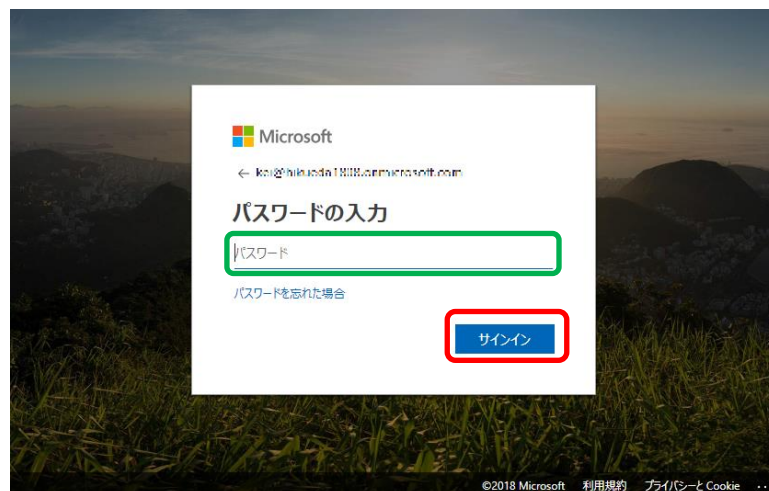 Microsoft
パスワードの入力
パスワード
パスワードを忘れた場合
サインイン
©2018 Microsoft 利用規約 プライバシーと Cookie ··